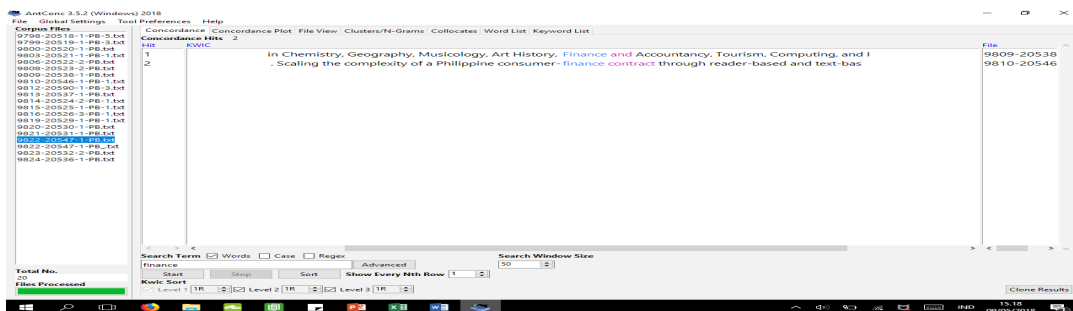 AntConc 3.5.2 (Windows) 2018
File Global Settings Tool Preferences Help
Corpus Files
9798-20518-1-PB-5.txt
9799-20519-1-PB-3.txt
9800-20520-1-PB.txt
9803-20521-1-PB-1.txt
9806-20522-2-PB.txt
9808-20523-2-PB.txt
9809-20538-1-PB.txt
9810-20546-1-PB-1.txt
9812-20590-1-PB-3.txt
9813-20537-1-PB.txt
9814-20524-2-PB-1.txt
9815-20525-1-PB-1.txt
9816-20526-3-PB-1.txt
9819-20529-1-PB-1.txt
9820-20530-1-PB.txt
9821-20531-1-PB.txt
9822-20547-1-PB.txt
9822-20547-1-PB_.txt
9823-20532-2-PB.txt
9824-20536-1-PB.txt
Total No.
20
Files Processed
Concordance Concordance Plot File View Clusters/N-Grams Collocates Word List Keyword List
Concordance Hits 2
Hit KWIC File
1 in Chemistry, Geography, Musicology, Art History, Finance and Accountancy, Tourism, Computing, and l 9809-20538
2 . Scaling the complexity of a Philippine consumer-finance contract through reader-based and text-bas 9810-20546
Search Term Words Case Regex Search Window Size
finance Advanced 50
Start Stop Sort Show Every Nth Row 1
Kwic Sort
Level 1 1R Level 2 1R Level 3 1R Clone Results
IND 15.18
09/05/2018